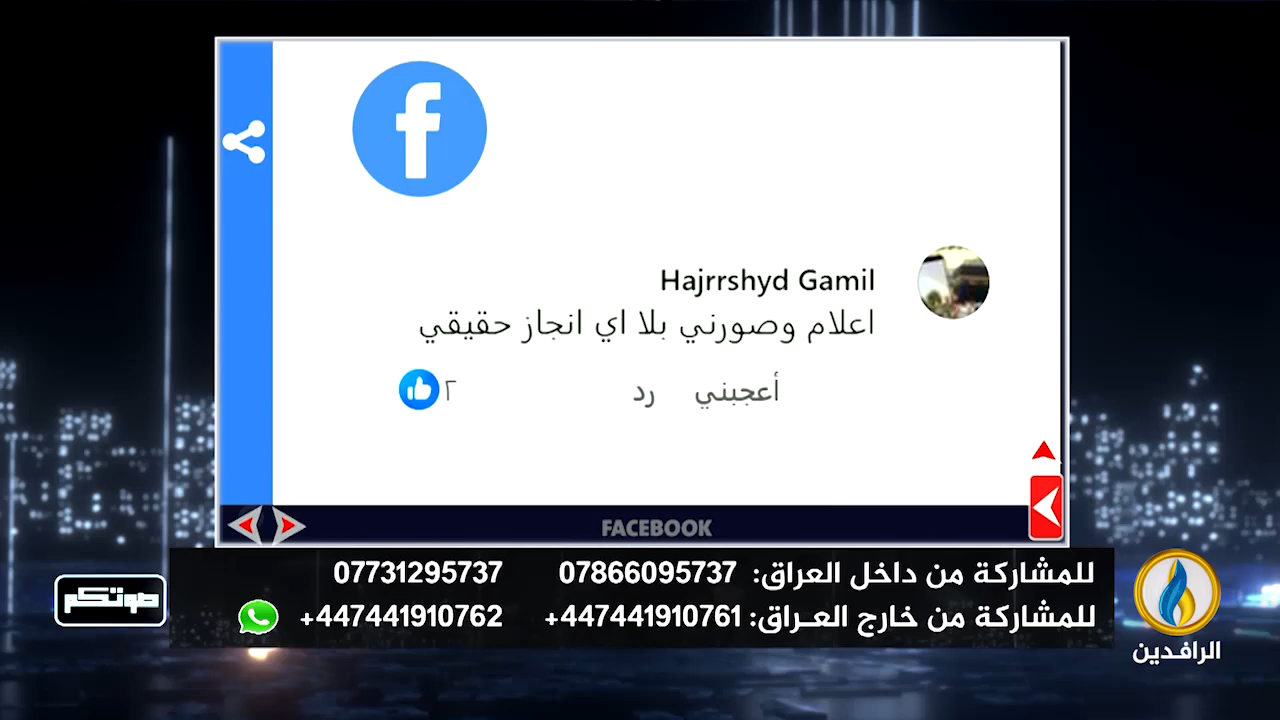 Hajrrshyd Gamil
اعلام وصورني بلا اي انجاز حقيقي
أعجبني رد ٢
FACEBOOK
للمشاركة من داخل العراق: 07866095737 07731295737
للمشاركة من خارج العـراق: 447441910761+ 447441910762+
صوتكم
الرافدين